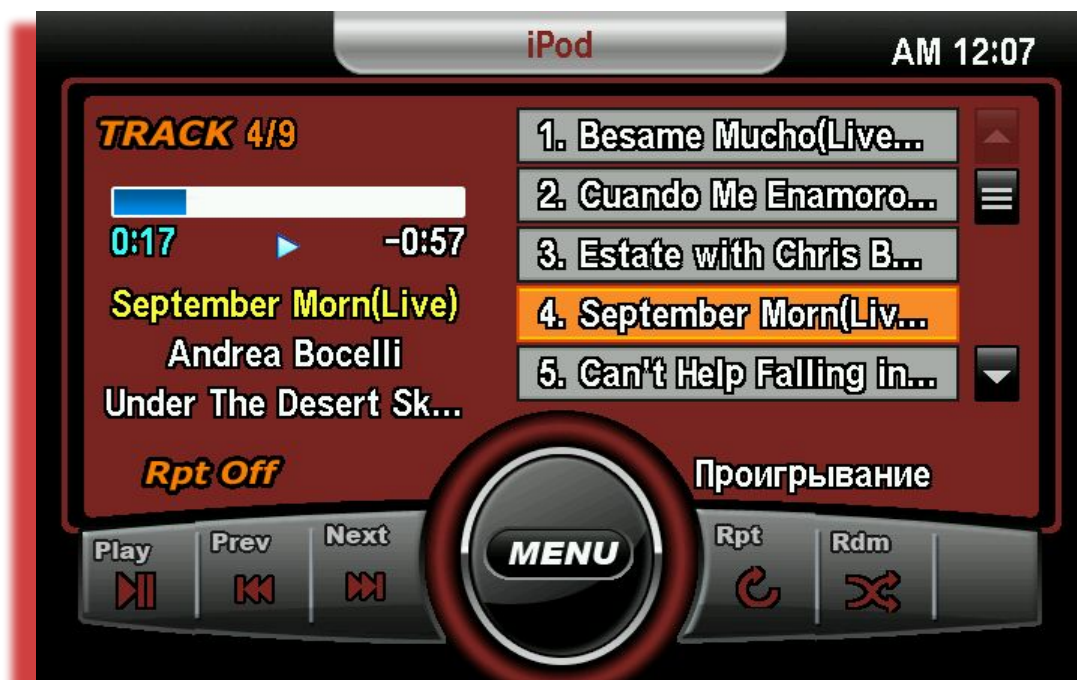 iPod
AM 12:07
TRACK 4/9
0:17
-0:57
September Morn(Live)
Andrea Bocelli
Under The Desert Sk...
Rpt Off
1. Besame Mucho(Live...
2. Cuando Me Enamoro...
3. Estate with Chris B...
4. September Morn(Liv...
5. Can't Help Falling in...
Проигрывание
Play
Prev
Next
MENU
Rpt
Rdm